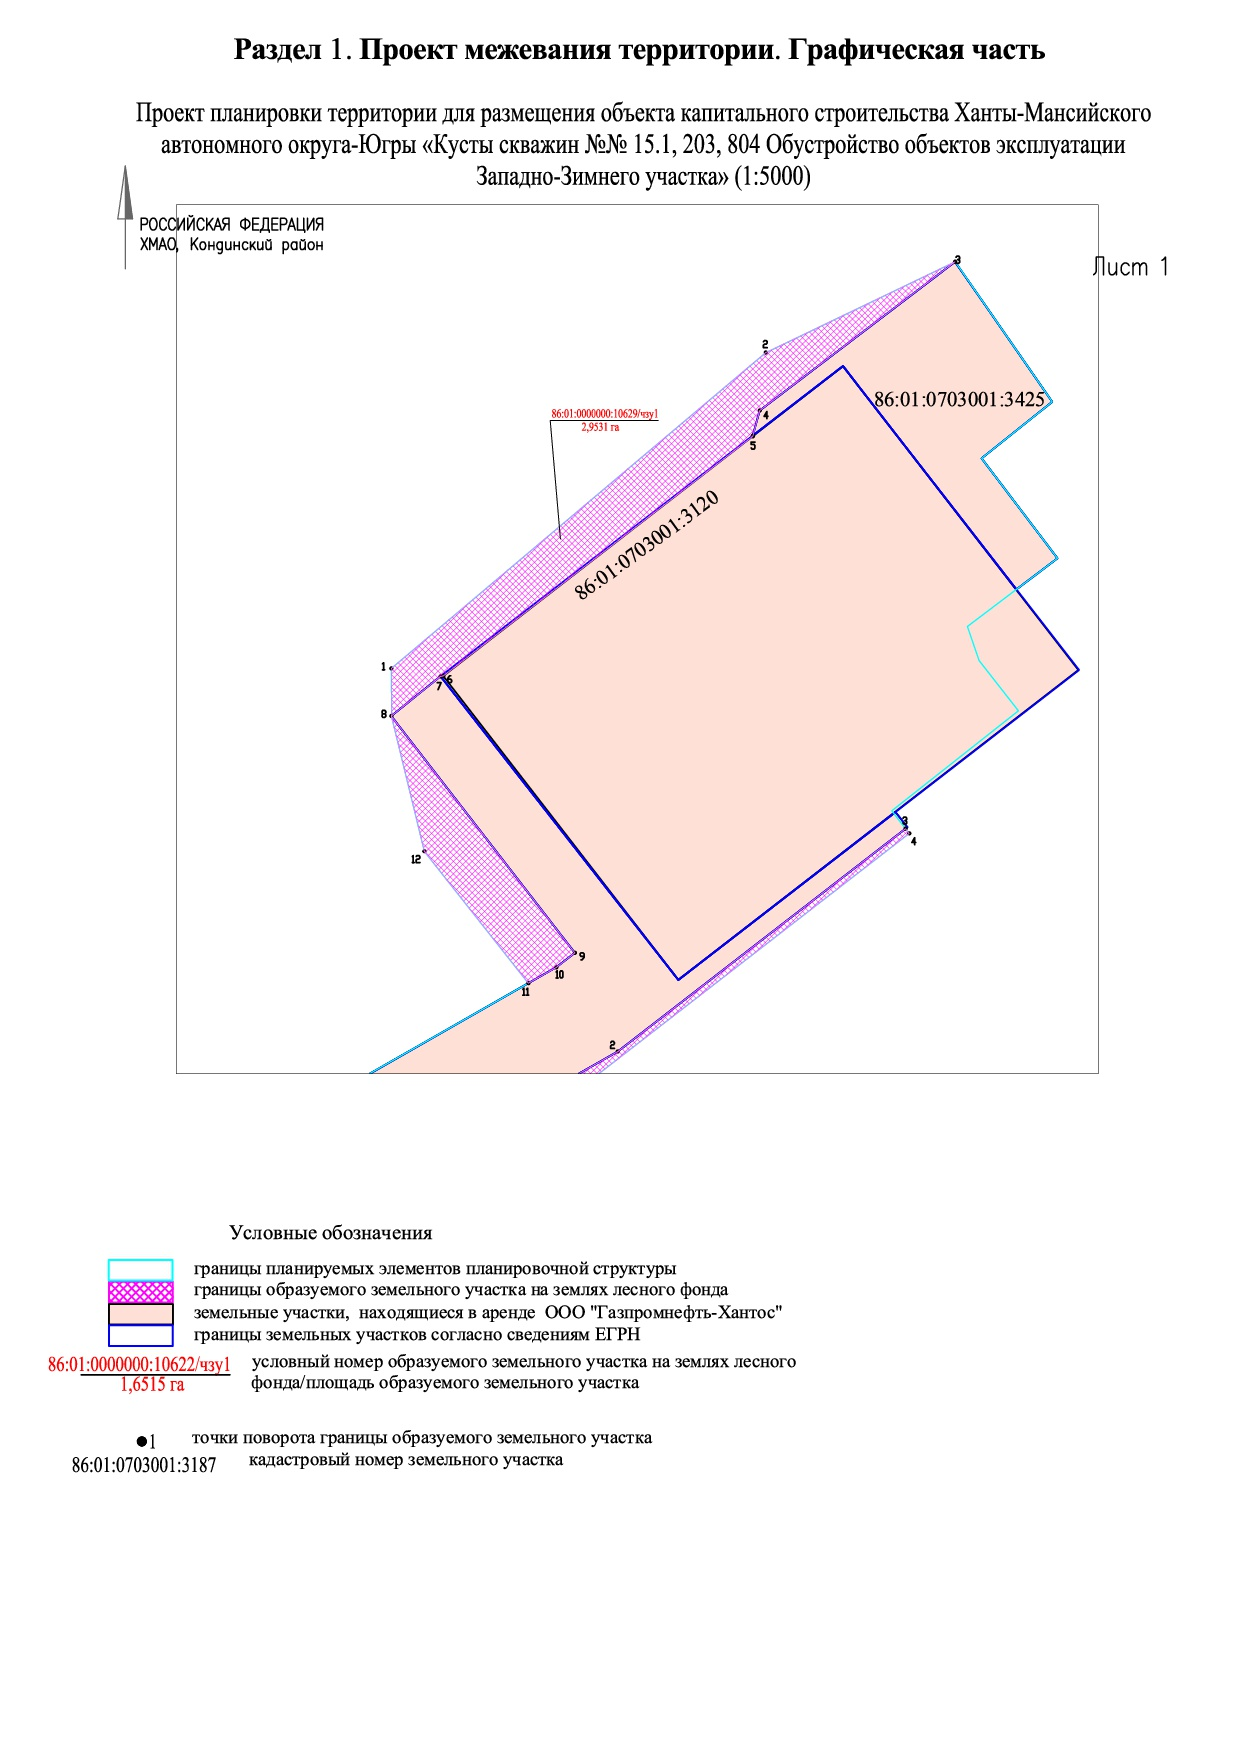 Раздел 1. Проект межевания территории. Графическая часть
Проект планировки территории для размещения объекта капитального строительства Ханты-Мансийского
автономного округа-Югры «Кусты скважин №№ 15.1, 203, 804 Обустройство объектов эксплуатации
Западно-Зимнего участка» (1:5000)
РОССИЙСКАЯ ФЕДЕРАЦИЯ
ХМАО, Кондинский район
Лист 1
3
2
86:01:0703001:3425
86:01:0000000:10629/чзу1
2,9531 га
4
5
86:01:0703001:3120
1
6
7
8
3
4
12
9
10
11
2
Условные обозначения
границы планируемых элементов планировочной структуры
границы образуемого земельного участка на землях лесного фонда
земельные участки, находящиеся в аренде ООО "Газпромнефть-Хантос"
границы земельных участков согласно сведениям ЕГРН
86:01:0000000:10622/чзу1
1,6515 га
условный номер образуемого земельного участка на землях лесного
фонда/площадь образуемого земельного участка
1 точки поворота границы образуемого земельного участка
86:01:0703001:3187 кадастровый номер земельного участка